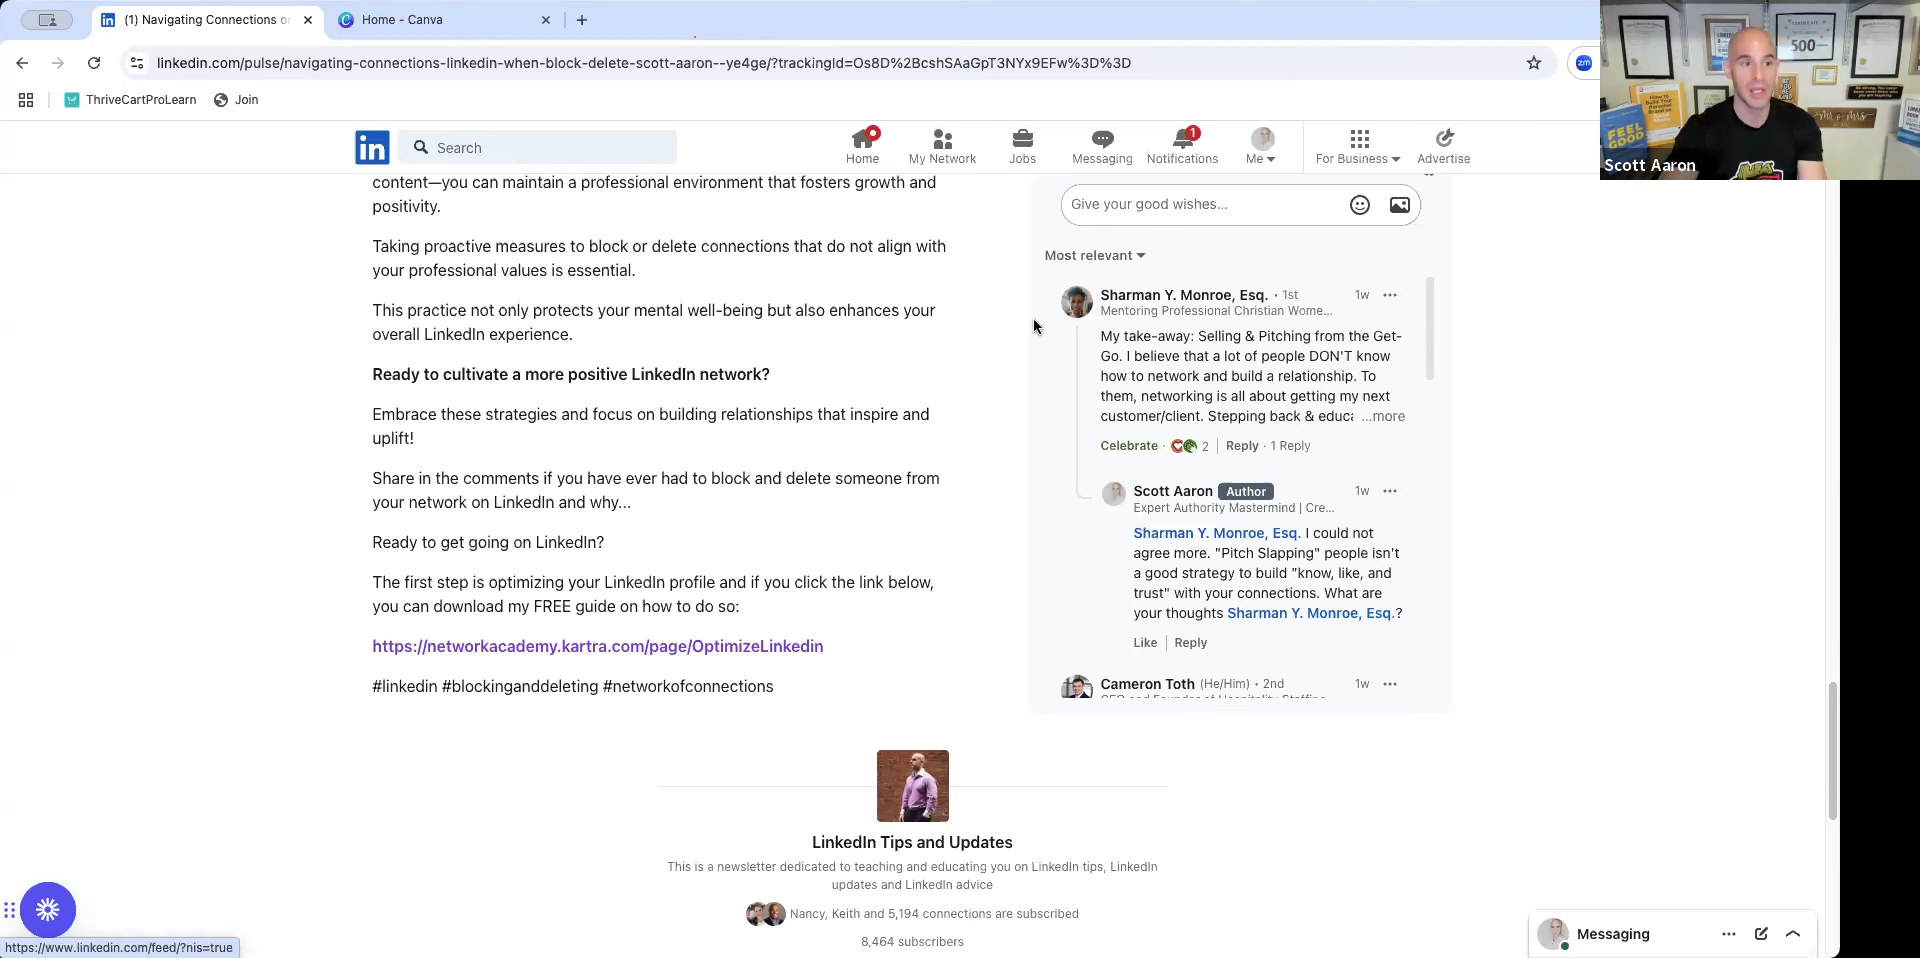 (1) Navigating Connections or
Home - Canva
linkedin.com/pulse/navigating-connections-linkedin-when-block-delete-scott-aaron--ye4ge/?trackingId=Os8D%2BcshSAaGpT3NYx9EFw%3D%3D
zm
ThriveCartProLearn
Join
in
Search
Home
My Network
Jobs
Messaging
1
Notifications
Me
For Business
Advertise
CERTIFICATE
500
FEEL
GOOD
Scott Aaron
content—you can maintain a professional environment that fosters growth and
positivity.
Taking proactive measures to block or delete connections that do not align with
your professional values is essential.
This practice not only protects your mental well-being but also enhances your
overall LinkedIn experience.
Ready to cultivate a more positive LinkedIn network?
Embrace these strategies and focus on building relationships that inspire and
uplift!
Share in the comments if you have ever had to block and delete someone from
your network on LinkedIn and why...
Ready to get going on LinkedIn?
The first step is optimizing your LinkedIn profile and if you click the link below,
you can download my FREE guide on how to do so:
https://networkacademy.kartra.com/page/OptimizeLinkedin
#linkedin #blockinganddeleting #networkofconnections
Give your good wishes...
Most relevant
Sharman Y. Monroe, Esq. • 1st 1w
Mentoring Professional Christian Wome...
My take-away: Selling & Pitching from the Get-
Go. I believe that a lot of people DON'T know
how to network and build a relationship. To
them, networking is all about getting my next
customer/client. Stepping back & educa ...more
Celebrate · 2 | Reply · 1 Reply
Scott Aaron Author 1w
Expert Authority Mastermind | Cre...
Sharman Y. Monroe, Esq. I could not
agree more. "Pitch Slapping" people isn't
a good strategy to build "know, like, and
trust" with your connections. What are
your thoughts Sharman Y. Monroe, Esq.?
Like | Reply
Cameron Toth (He/Him) • 2nd 1w
LinkedIn Tips and Updates
This is a newsletter dedicated to teaching and educating you on LinkedIn tips, LinkedIn
updates and LinkedIn advice
Nancy, Keith and 5,194 connections are subscribed
8,464 subscribers
Messaging
https://www.linkedin.com/feed/?nis=true